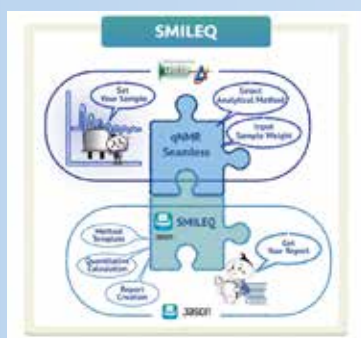 SMILEQ
Set
Your Sample
Select
Analytical Method
Input
Sample Weight
qNMR
Seamless
SMILEQ
JASON
Method
Template
Quantitative
Calculation
Report
Creation
Get
Your Report
JASON